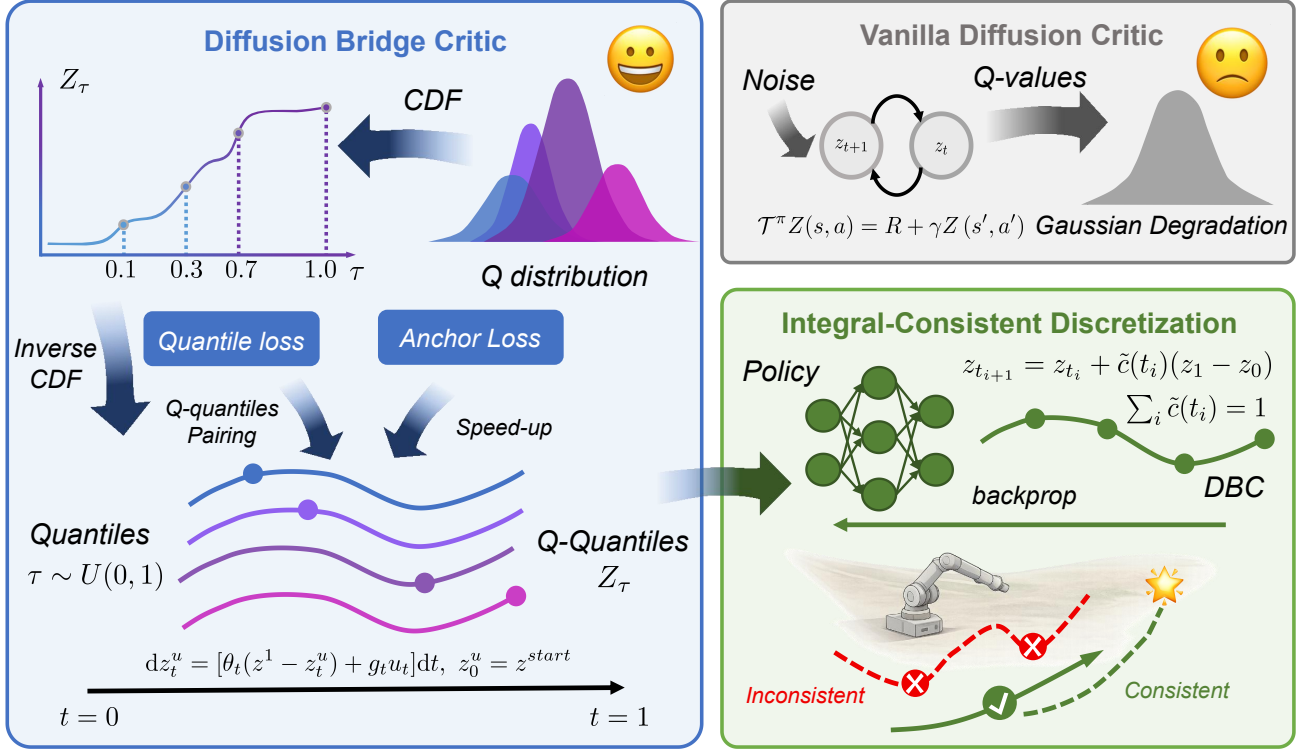 Diffusion Bridge Critic
Z_τ
CDF
0.1 0.3 0.7 1.0 τ
Q distribution
Inverse
CDF
Quantile loss
Anchor Loss
Q-quantiles
Pairing
Speed-up
Quantiles
τ ∼ U(0, 1)
Q-Quantiles
Z_τ
dz_t^u = [θ_t(z^1 − z_t^u) + g_t u_t]dt, z_0^u = z^{start}
t = 0
t = 1
Vanilla Diffusion Critic
Noise
Q-values
z_{t+1}
z_t
𝒯^π Z(s, a) = R + γZ (s′, a′)
Gaussian Degradation
Integral-Consistent Discretization
Policy
z_{t_{i+1}} = z_{t_i} + c̃(t_i)(z_1 − z_0)
∑_i c̃(t_i) = 1
DBC
backprop
Inconsistent
Consistent